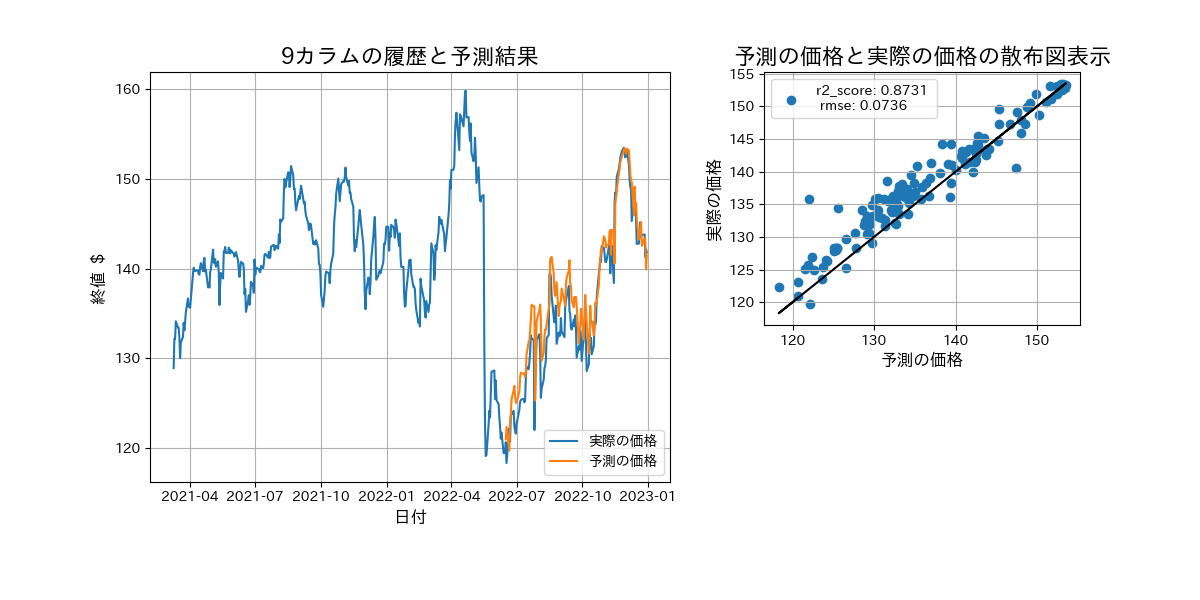 9カラムの履歴と予測結果
160
150
140
130
120
終値 $
実際の価格
予測の価格
2021-04 2021-07 2021-10 2022-01 2022-04 2022-07 2022-10 2023-01
日付
予測の価格と実際の価格の散布図表示
155
150
145
140
135
130
125
120
実際の価格
r2_score: 0.8731
rmse: 0.0736
120 130 140 150
予測の価格